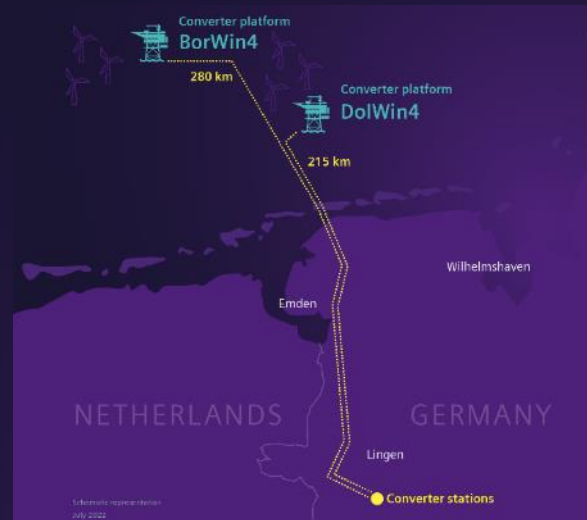 Converter platform
BorWin4
280 km
Converter platform
DolWin4
215 km
Wilhelmshaven
Emden
NETHERLANDS
GERMANY
Lingen
Converter stations
Schematic representation
July 2022